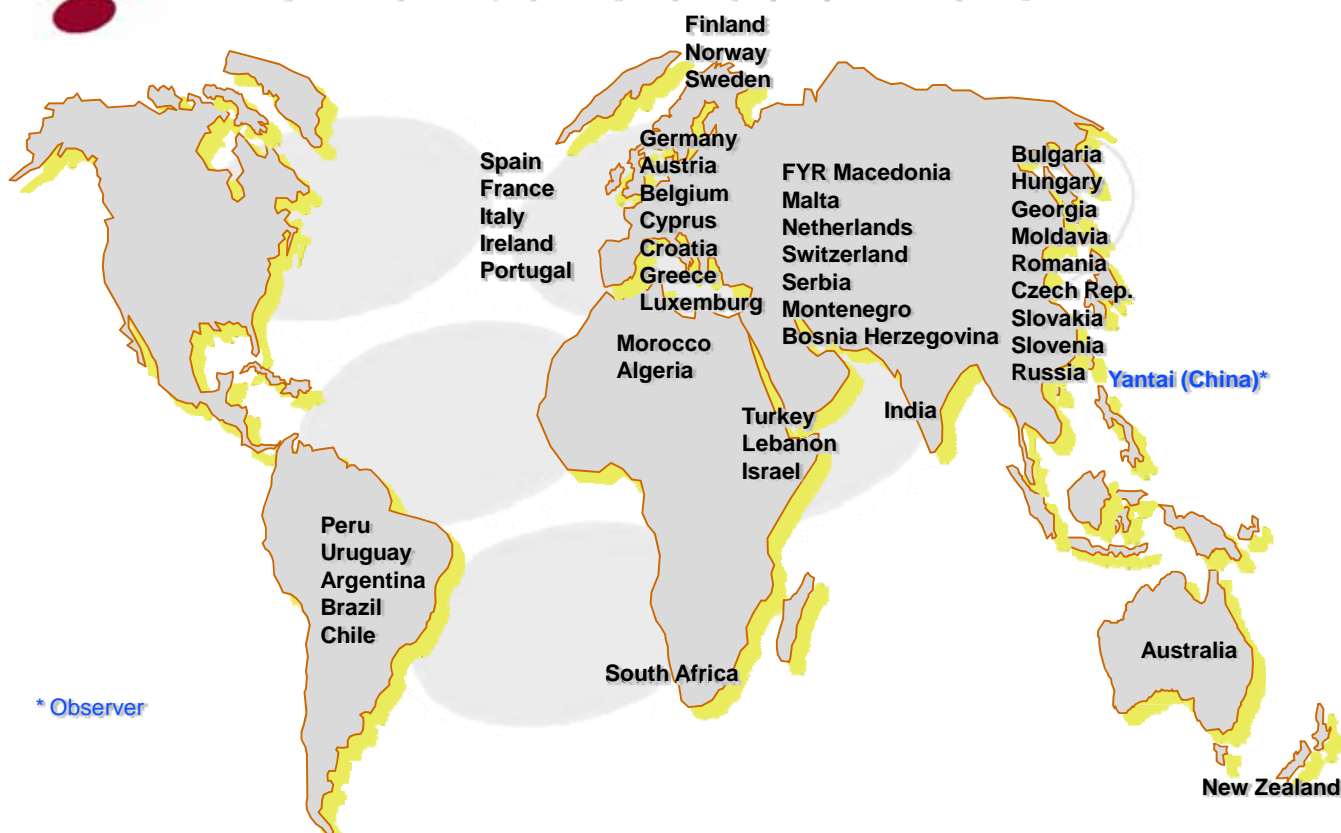 Finland
Norway
Sweden
Spain
France
Italy
Ireland
Portugal
Germany
Austria
Belgium
Cyprus
Croatia
Greece
Luxemburg
FYR Macedonia
Malta
Netherlands
Switzerland
Serbia
Montenegro
Bosnia Herzegovina
Bulgaria
Hungary
Georgia
Moldavia
Romania
Czech Rep.
Slovakia
Slovenia
Russia
Yantai (China)*
Morocco
Algeria
Turkey
Lebanon
Israel
India
Peru
Uruguay
Argentina
Brazil
Chile
South Africa
Australia
New Zealand
* Observer